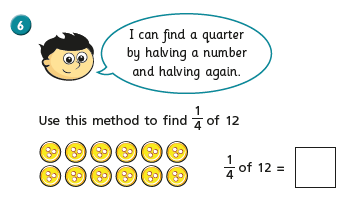 6
I can find a quarter
by halving a number
and halving again.
Use this method to find 1/4 of 12
1/4 of 12 =